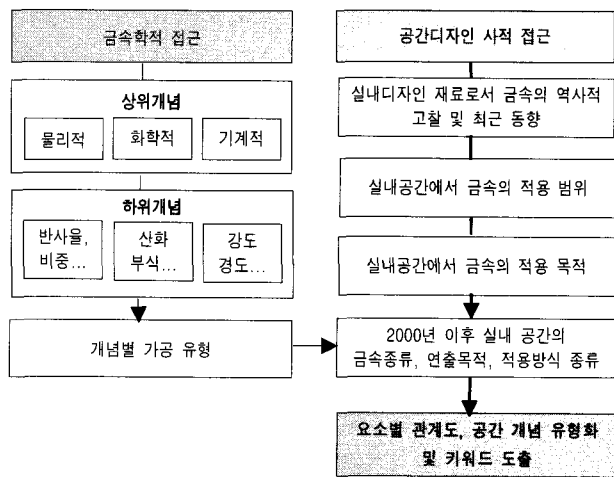 금속학적 접근
상위개념
물리적
화학적
기계적
하위개념
반사율,
비중...
산화
부식...
강도
경도...
개념별 가공 유형
공간디자인 사적 접근
실내디자인 재료로서 금속의 역사적
고찰 및 최근 동향
실내공간에서 금속의 적용 범위
실내공간에서 금속의 적용 목적
2000년 이후 실내 공간의
금속종류, 연출목적, 적용방식 종류
요소별 관계도, 공간 개념 유형화
및 키워드 도출